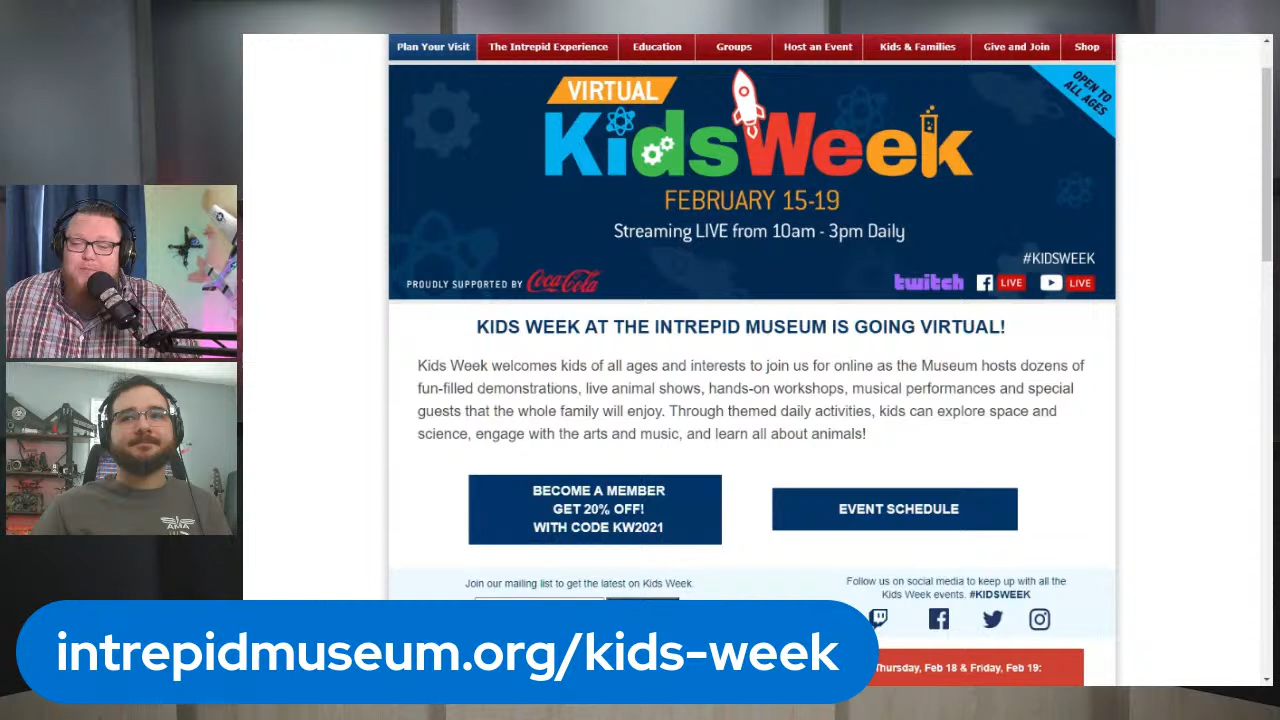 Plan Your Visit
The Intrepid Experience
Education
Groups
Host an Event
Kids & Families
Give and Join
Shop
OPEN TO
ALL AGES
VIRTUAL
KidsWeek
FEBRUARY 15-19
Streaming LIVE from 10am - 3pm Daily
#KIDSWEEK
PROUDLY SUPPORTED BY Coca-Cola
twitch
LIVE
LIVE
KIDS WEEK AT THE INTREPID MUSEUM IS GOING VIRTUAL!
Kids Week welcomes kids of all ages and interests to join us for online as the Museum hosts dozens of
fun-filled demonstrations, live animal shows, hands-on workshops, musical performances and special
guests that the whole family will enjoy. Through themed daily activities, kids can explore space and
science, engage with the arts and music, and learn all about animals!
BECOME A MEMBER
GET 20% OFF!
WITH CODE KW2021
EVENT SCHEDULE
Join our mailing list to get the latest on Kids Week.
Follow us on social media to keep up with all the
Kids Week events. #KIDSWEEK
Thursday, Feb 18 & Friday, Feb 19:
AMA
intrepidmuseum.org/kids-week